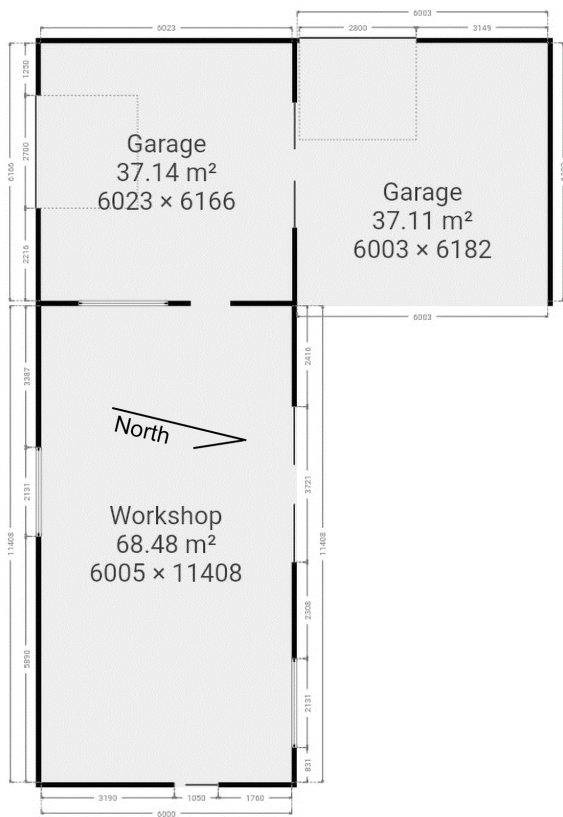 6003
6023
2800
3149
1250
2700
6166
2216
Garage
37.14 m²
6023 × 6166
Garage
37.11 m²
6003 × 6182
6003
3387
2131
11408
5890
North
Workshop
68.48 m²
6005 × 11408
2416
3721
11408
2308
2131
831
3190
1050
1760
6000